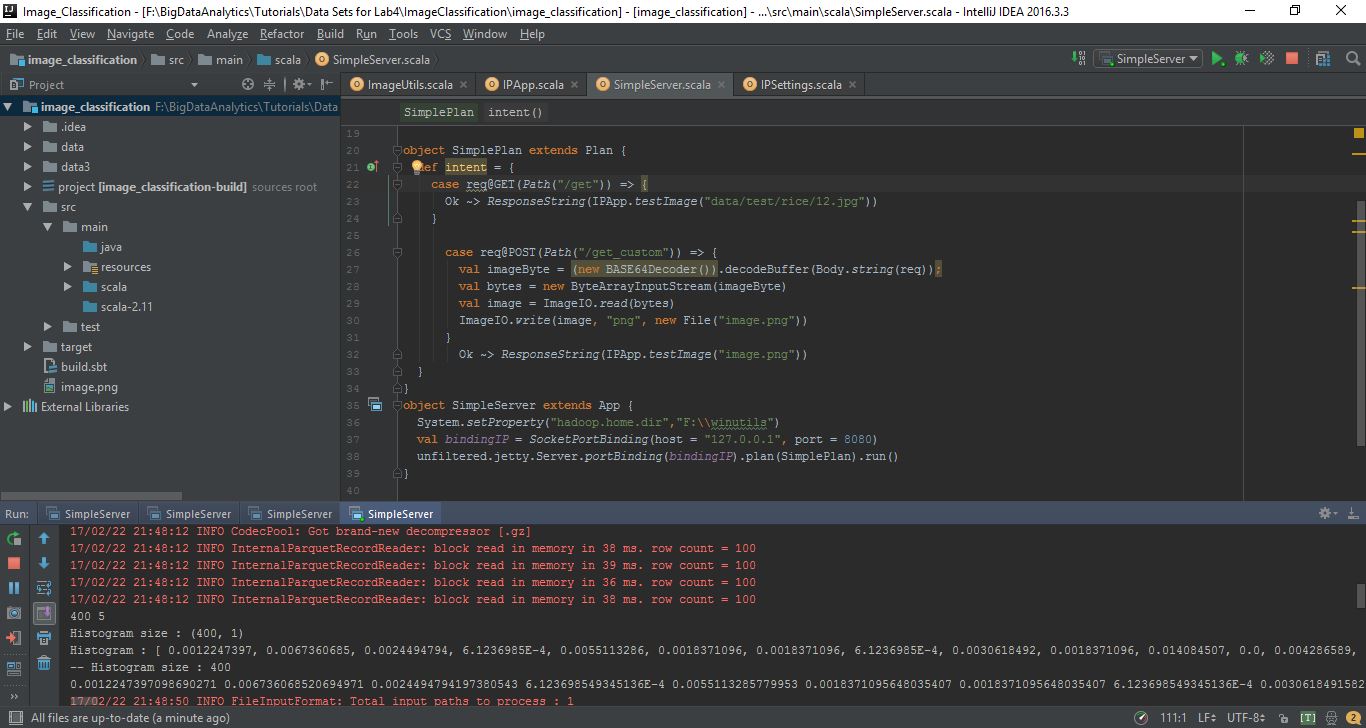 Image_Classification - [F:\BigDataAnalytics\Tutorials\Data Sets for Lab4\ImageClassification\image_classification] - [image_classification] - ...\src\main\scala\SimpleServer.scala - IntelliJ IDEA 2016.3.3
File Edit View Navigate Code Analyze Refactor Build Run Tools VCS Window Help
image_classification src main scala SimpleServer.scala SimpleServer
Project ImageUtils.scala IPApp.scala SimpleServer.scala IPSettings.scala
image_classification F:\BigDataAnalytics\Tutorials\Data
.idea
data
data3
project [image_classification-build] sources root
src
main
java
resources
scala
scala-2.11
test
target
build.sbt
image.png
External Libraries
SimplePlan intent()
19
20 object SimplePlan extends Plan {
21 def intent = {
22 case req@GET(Path("/get")) => {
23 Ok ~> ResponseString(IPApp.testImage("data/test/rice/12.jpg"))
24 }
25
26 case req@POST(Path("/get_custom")) => {
27 val imageByte = (new BASE64Decoder()).decodeBuffer(Body.string(req));
28 val bytes = new ByteArrayInputStream(imageByte)
29 val image = ImageIO.read(bytes)
30 ImageIO.write(image, "png", new File("image.png"))
31 }
32 Ok ~> ResponseString(IPApp.testImage("image.png"))
33 }
34 }
35 object SimpleServer extends App {
36 System.setProperty("hadoop.home.dir","F:\\winutils")
37 val bindingIP = SocketPortBinding(host = "127.0.0.1", port = 8080)
38 unfiltered.jetty.Server.portBinding(bindingIP).plan(SimplePlan).run()
39 }
40
Run: SimpleServer SimpleServer SimpleServer SimpleServer
17/02/22 21:48:12 INFO CodecPool: Got brand-new decompressor [.gz]
17/02/22 21:48:12 INFO InternalParquetRecordReader: block read in memory in 38 ms. row count = 100
17/02/22 21:48:12 INFO InternalParquetRecordReader: block read in memory in 39 ms. row count = 100
17/02/22 21:48:12 INFO InternalParquetRecordReader: block read in memory in 36 ms. row count = 100
17/02/22 21:48:12 INFO InternalParquetRecordReader: block read in memory in 38 ms. row count = 100
400 5
Histogram size : (400, 1)
Histogram : [ 0.0012247397, 0.0067360685, 0.0024494794, 6.1236985E-4, 0.0055113286, 0.0018371096, 0.0018371096, 6.1236985E-4, 0.0030618492, 0.0018371096, 0.014084507, 0.0, 0.004286589,
-- Histogram size : 400
0.0012247397098690271 0.006736068520694971 0.0024494794197380543 6.123698549345136E-4 0.0055113285779953 0.0018371095648035407 0.0018371095648035407 6.123698549345136E-4 0.0030618491582
17/02/22 21:48:50 INFO FileInputFormat: Total input paths to process : 1
All files are up-to-date (a minute ago) 111:1 LF UTF-8 [T] 2